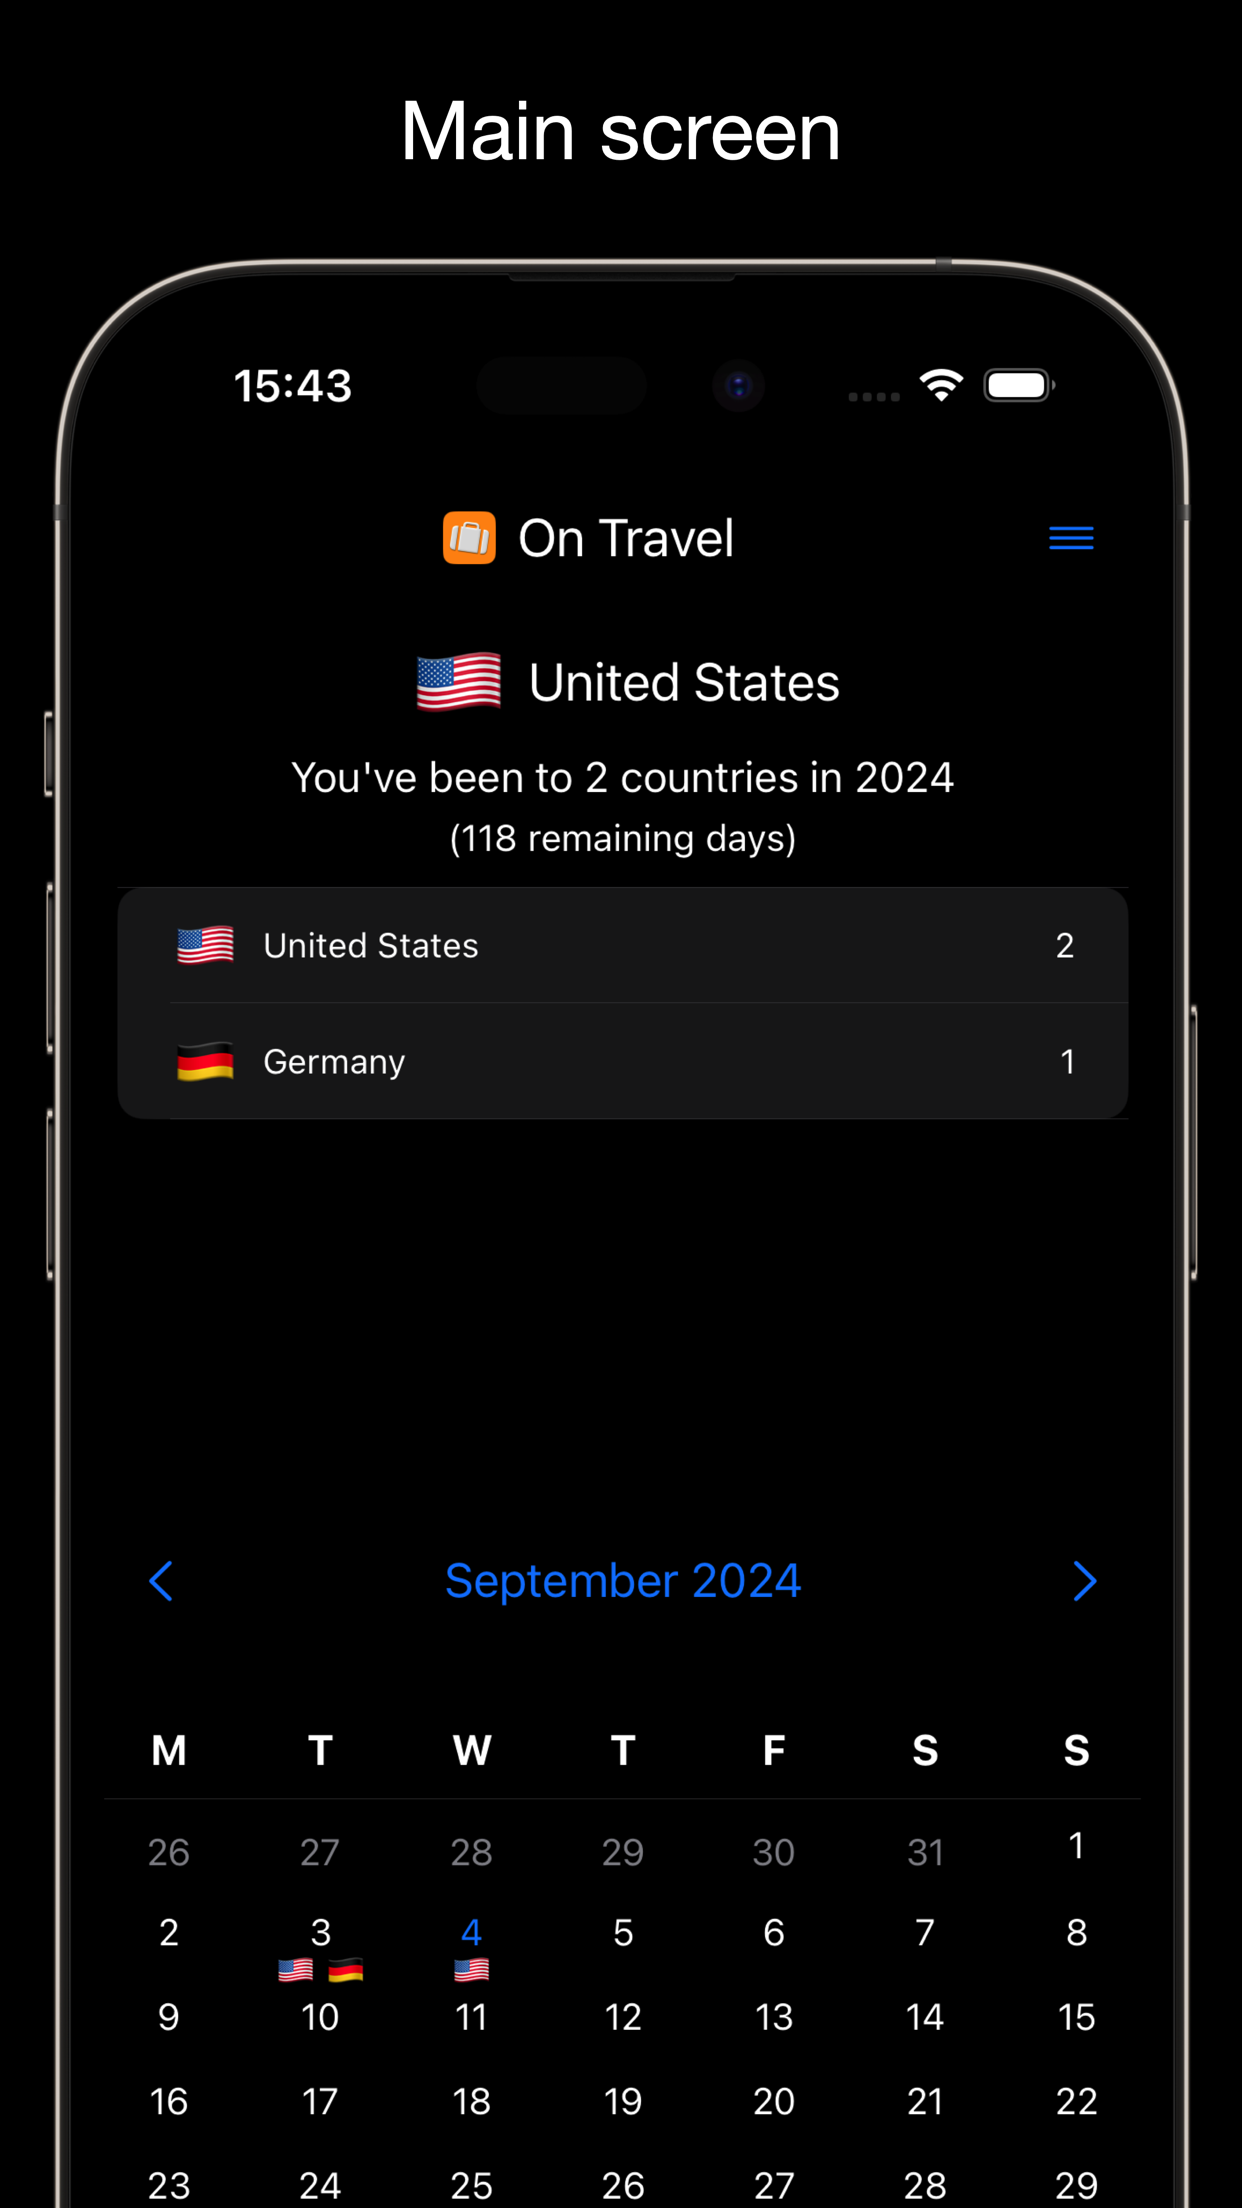 Main screen
15:43
On Travel
United States
You've been to 2 countries in 2024
(118 remaining days)
United States 2
Germany 1
September 2024
M T W T F S S
26 27 28 29 30 31 1
2 3 4 5 6 7 8
9 10 11 12 13 14 15
16 17 18 19 20 21 22
23 24 25 26 27 28 29